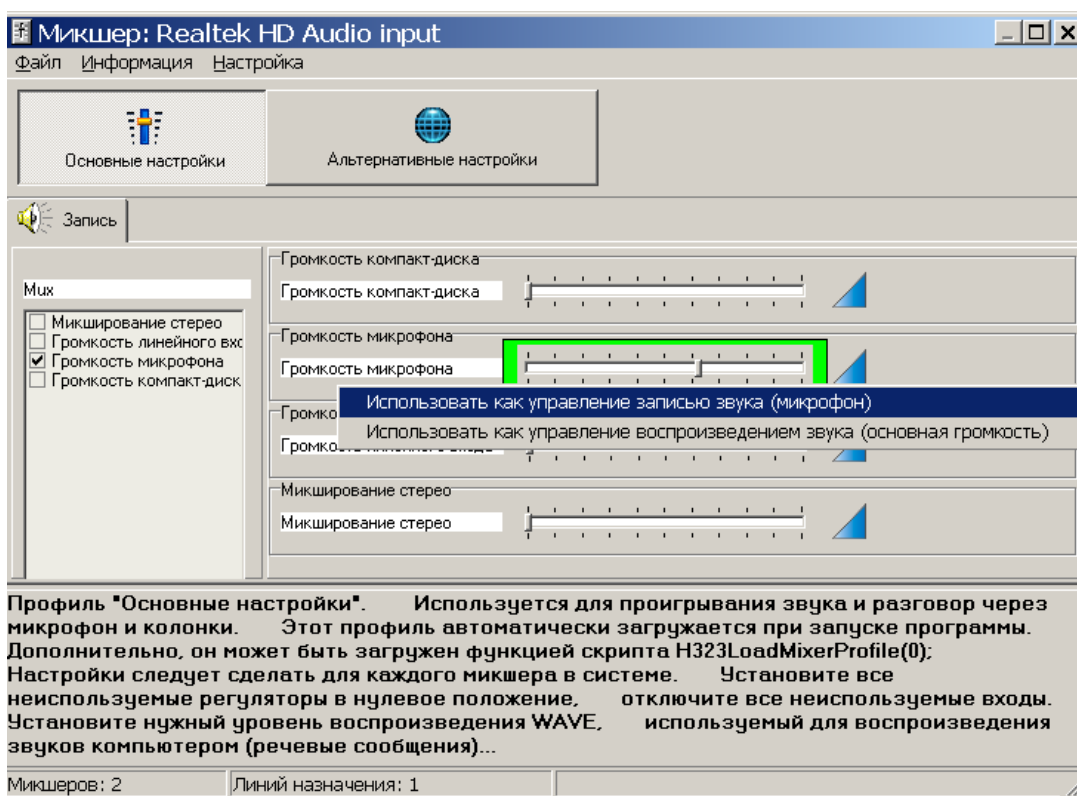 Микшер: Realtek HD Audio input
Файл Информация Настройка
Основные настройки
Альтернативные настройки
Запись
Mux
Микширование стерео
Громкость линейного вхо
Громкость микрофона
Громкость компакт-диск
Громкость компакт-диска
Громкость компакт-диска
Громкость микрофона
Громкость микрофона
Использовать как управление записью звука (микрофон)
Использовать как управление воспроизведением звука (основная громкость)
Громко
Громко
Микширование стерео
Микширование стерео
Профиль "Основные настройки". Используется для проигрывания звука и разговор через
микрофон и колонки. Этот профиль автоматически загружается при запуске программы.
Дополнительно, он может быть загружен функцией скрипта H323LoadMixerProfile(0);
Настройки следует сделать для каждого микшера в системе. Установите все
неиспользуемые регуляторы в нулевое положение, отключите все неиспользуемые входы.
Установите нужный уровень воспроизведения WAVE, используемый для воспроизведения
звуков компьютером (речевые сообщения)...
Микшеров: 2
Линий назначения: 1